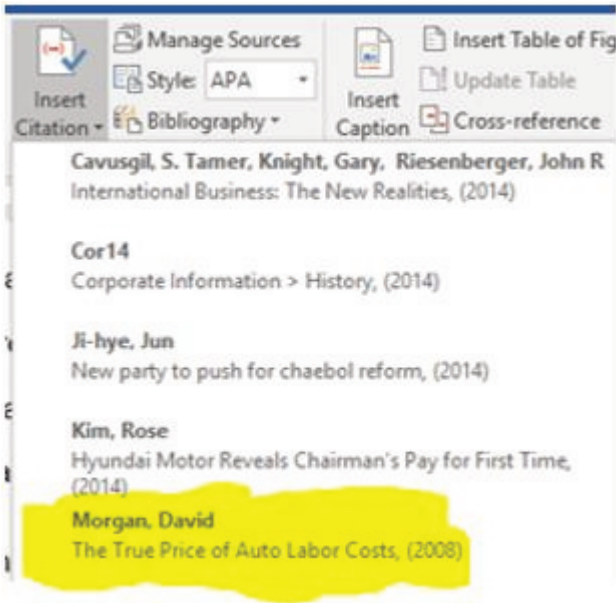 Manage Sources
Style: APA
Bibliography
Insert
Citation
Insert Table of Fig
Update Table
Cross-reference
Insert
Caption
Cavusgil, S. Tamer, Knight, Gary, Riesenberger, John R
International Business: The New Realities, (2014)
Cor14
Corporate Information > History, (2014)
Ji-hye, Jun
New party to push for chaebol reform, (2014)
Kim, Rose
Hyundai Motor Reveals Chairman's Pay for First Time,
(2014)
Morgan, David
The True Price of Auto Labor Costs, (2008)